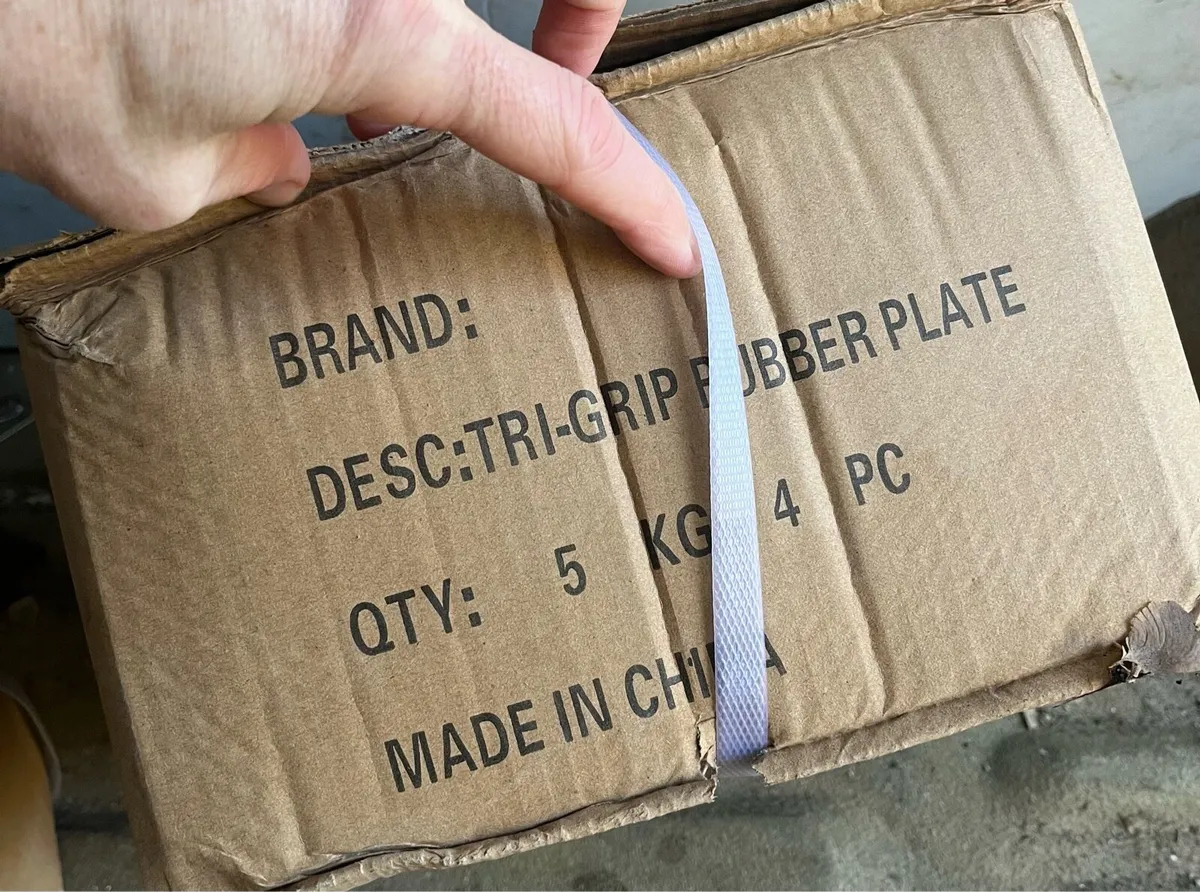 BRAND:
DESC:TRI-GRIP RUBBER PLATE
QTY: 5 KG 4 PC
MADE IN CHINA